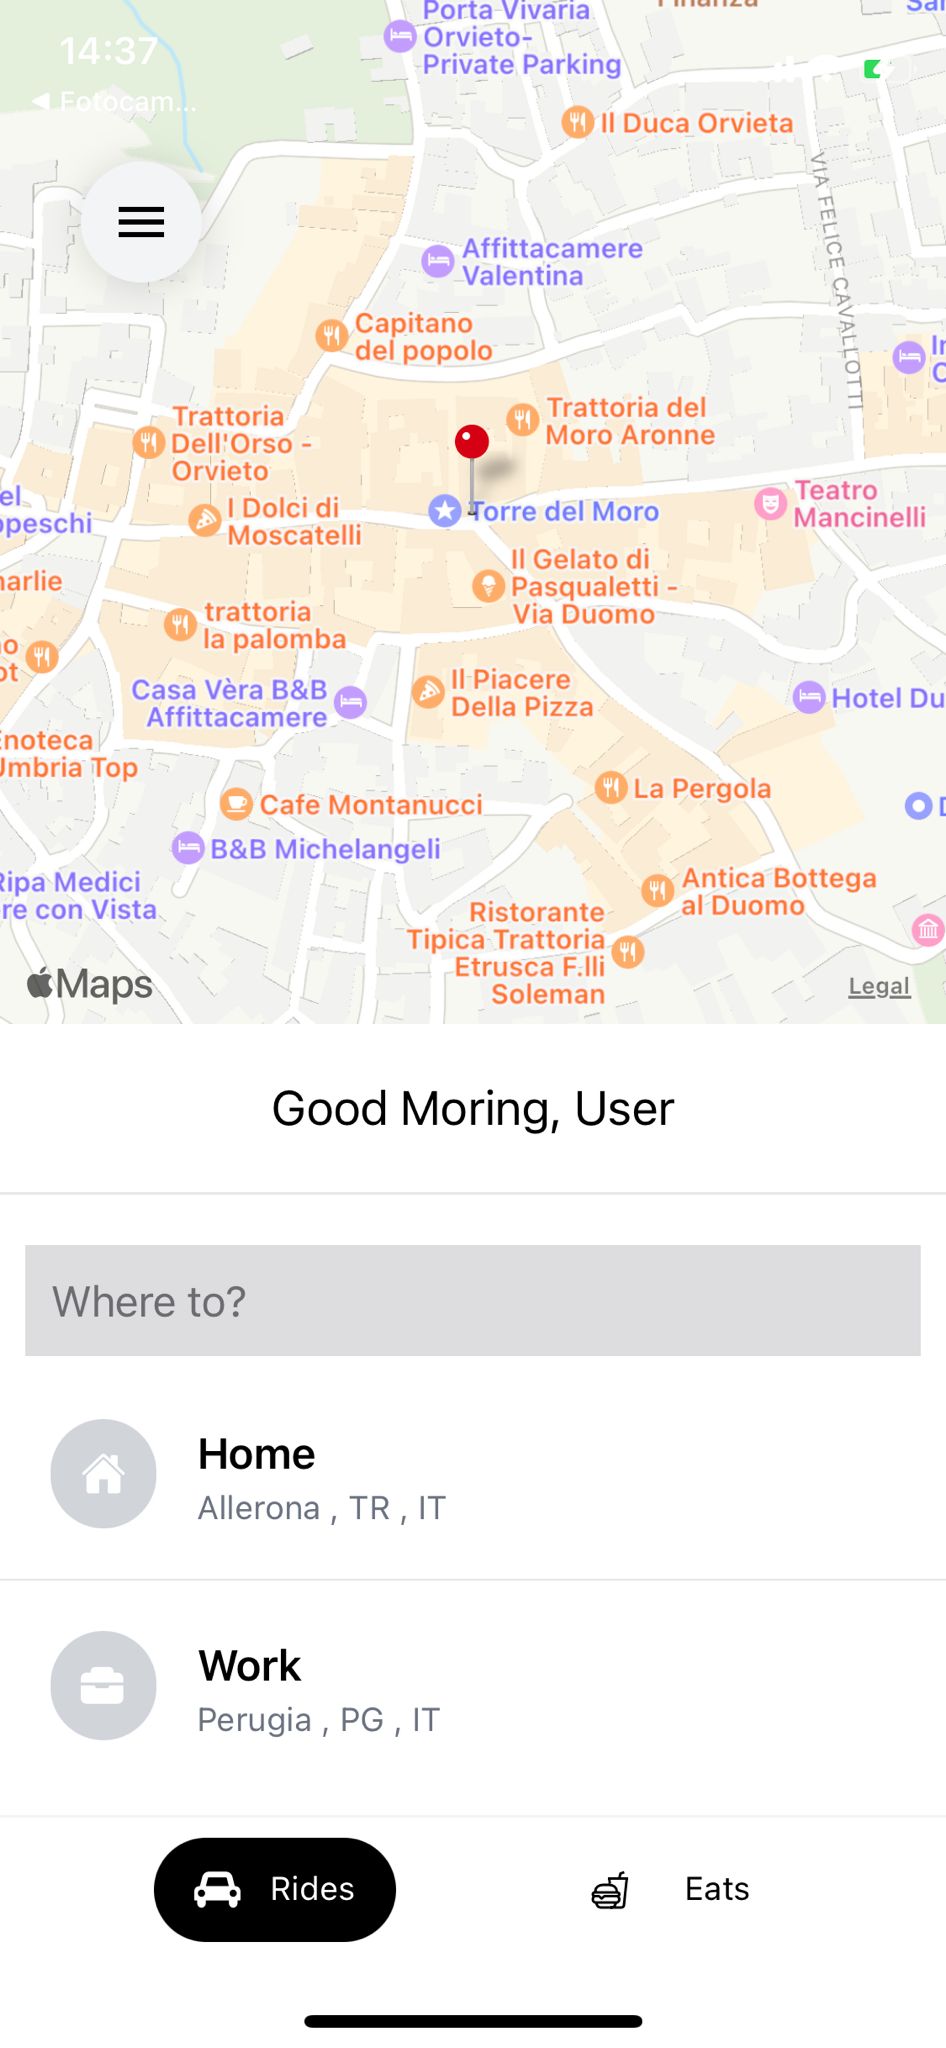 Porta Vivaria
Orvieto-
Private Parking
14:37
Fotocam...
Il Duca Orvieta
VIA FELICE CAVALLOTTI
Affittacamere
Valentina
Capitano
del popolo
Trattoria
Dell'Orso -
Orvieto
Trattoria del
Moro Aronne
I Dolci di
Moscatelli
Torre del Moro
Teatro
Mancinelli
Il Gelato di
Pasqualetti -
Via Duomo
trattoria
la palomba
Casa Vèra B&B
Affittacamere
Il Piacere
Della Pizza
Hotel Du
Enoteca
Umbria Top
Cafe Montanucci
La Pergola
B&B Michelangeli
Ripa Medici
re con Vista
Antica Bottega
al Duomo
Ristorante
Tipica Trattoria
Etrusca F.lli
Soleman
Maps
Legal
Good Moring, User
Where to?
Home
Allerona , TR , IT
Work
Perugia , PG , IT
Rides
Eats